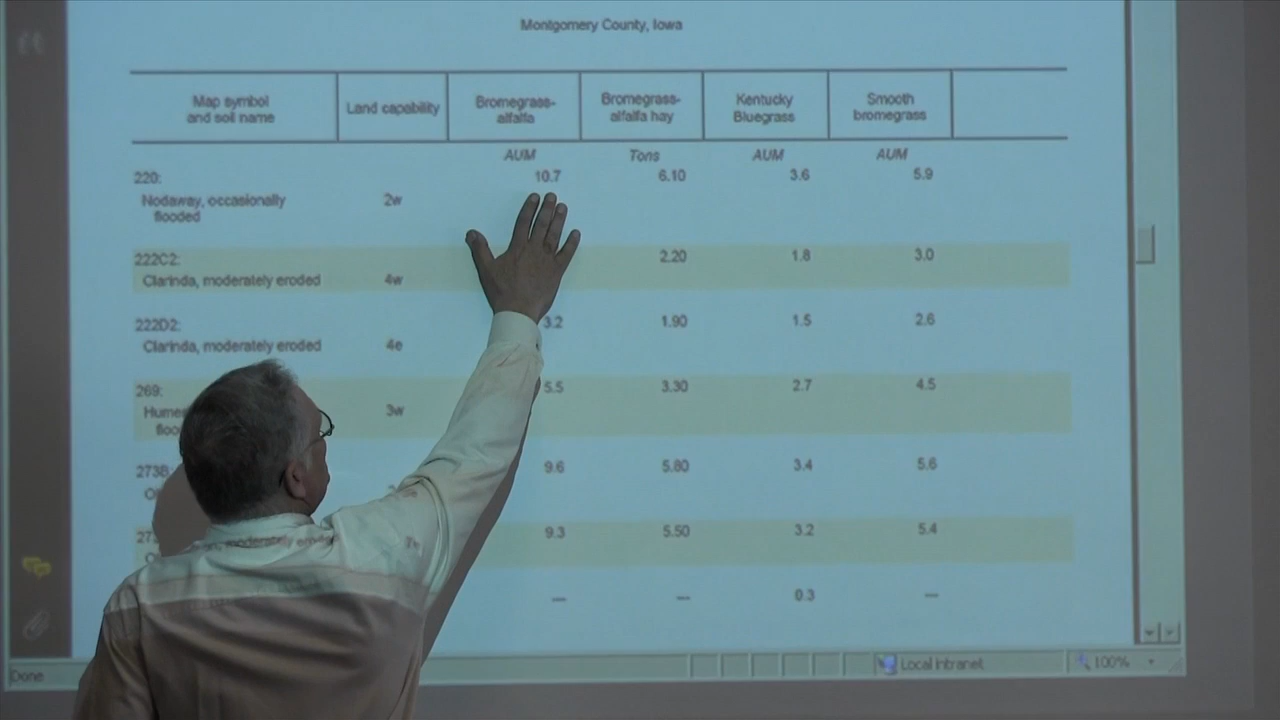 Montgomery County, Iowa
Map symbol and soil name Land capability Bromegrass-alfalfa Bromegrass-alfalfa hay Kentucky Bluegrass Smooth bromegrass
AUM Tons AUM AUM
220: 10.7 6.10 3.6 5.9
Nodaway, occasionally 2w
flooded
222C2: 2.20 1.8 3.0
Clarinda, moderately eroded 4w
222D2: 3.2 1.90 1.5 2.6
Clarinda, moderately eroded 4e
269: 5.5 3.30 2.7 4.5
3w
273B 9.6 5.80 3.4 5.6
9.3 5.50 3.2 5.4
moderately eroded
— — 0.3 —
Done Local intranet 100%